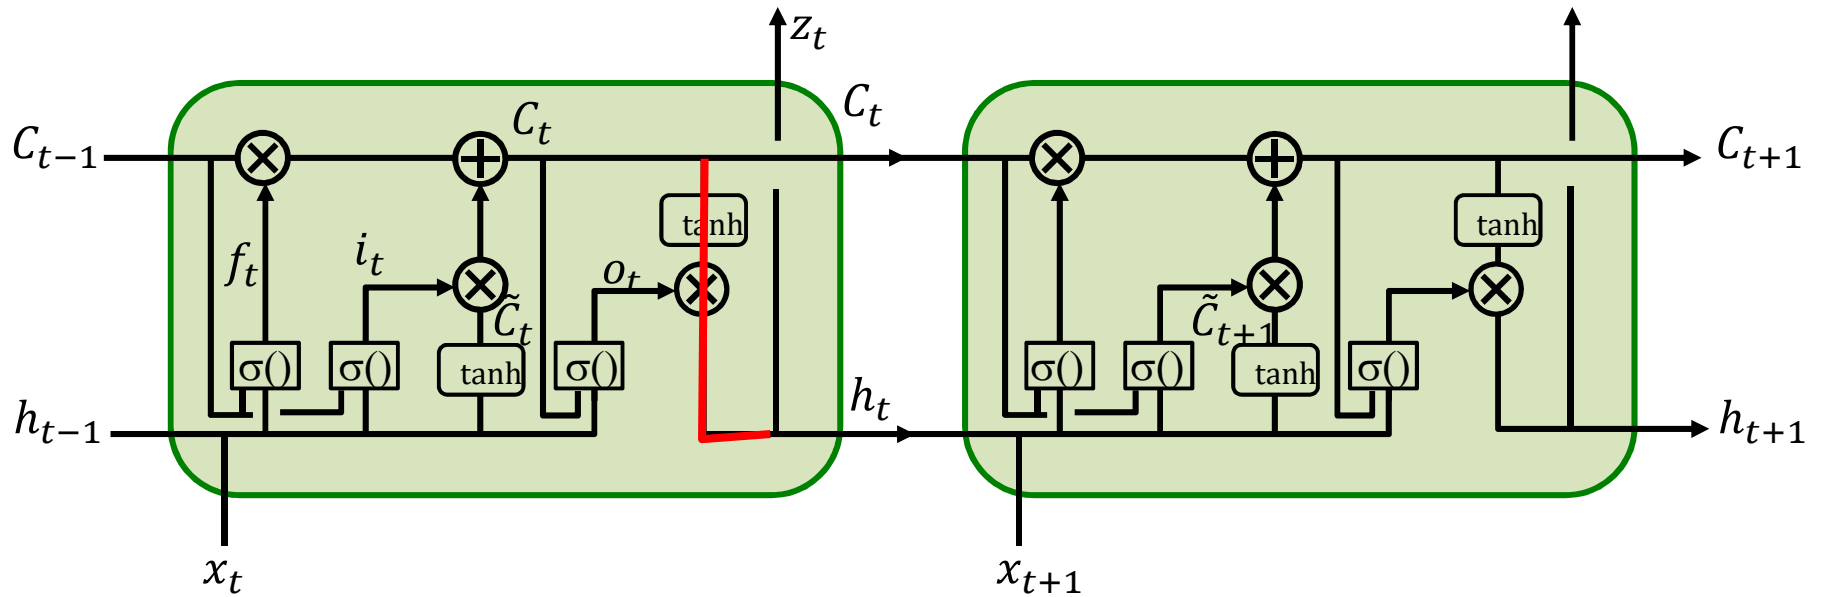 z_t
C_{t-1}
C_t
C_t
C_{t+1}
f_t
i_t
o_t
tanh
tanh
C̃_t
C̃_{t+1}
σ()
σ()
tanh
σ()
σ()
σ()
tanh
σ()
h_{t-1}
h_t
h_{t+1}
x_t
x_{t+1}